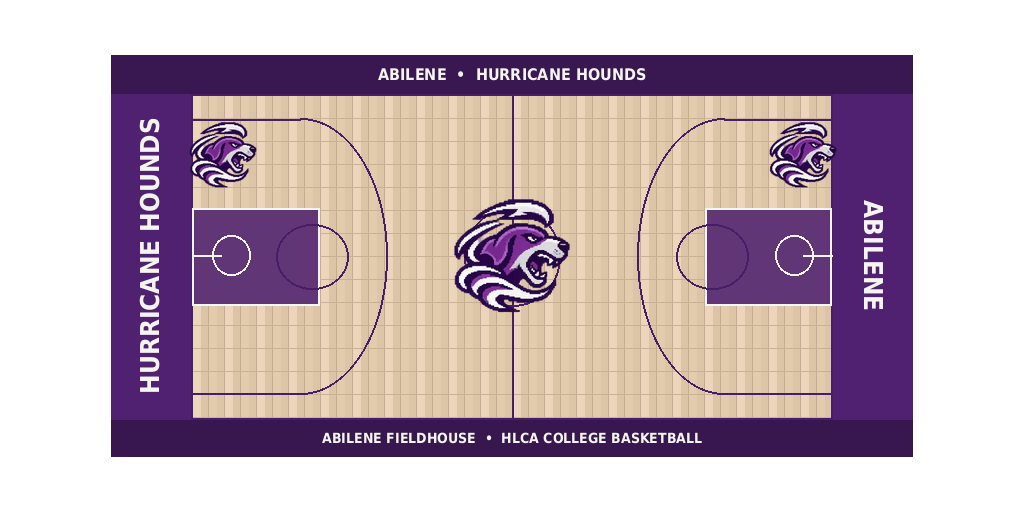 ABILENE • HURRICANE HOUNDS
HURRICANE HOUNDS
ABILENE
ABILENE FIELDHOUSE • HLCA COLLEGE BASKETBALL